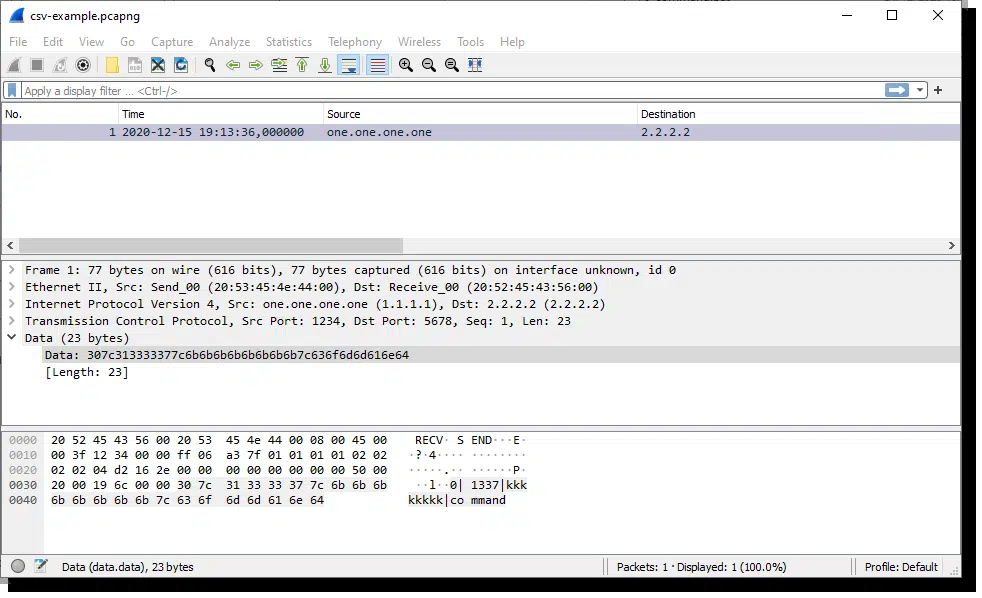 csv-example.pcapng
File Edit View Go Capture Analyze Statistics Telephony Wireless Tools Help
Apply a display filter ... <Ctrl-/>
No. Time Source Destination
1 2020-12-15 19:13:36,000000 one.one.one.one 2.2.2.2
Frame 1: 77 bytes on wire (616 bits), 77 bytes captured (616 bits) on interface unknown, id 0
Ethernet II, Src: Send_00 (20:53:45:4e:44:00), Dst: Receive_00 (20:52:45:43:56:00)
Internet Protocol Version 4, Src: one.one.one.one (1.1.1.1), Dst: 2.2.2.2 (2.2.2.2)
Transmission Control Protocol, Src Port: 1234, Dst Port: 5678, Seq: 1, Len: 23
Data (23 bytes)
Data: 307c313333377c6b6b6b6b6b6b6b6b7c636f6d6d616e64
[Length: 23]
0000 20 52 45 43 56 00 20 53 45 4e 44 00 08 00 45 00 RECV· S END···E·
0010 00 3f 12 34 00 00 ff 06 a3 7f 01 01 01 01 02 02 ·?·4···· ········
0020 02 02 04 d2 16 2e 00 00 00 00 00 00 00 00 50 00 ·····.·· ······P·
0030 20 00 19 6c 00 00 30 7c 31 33 33 37 7c 6b 6b 6b ··l··0| 1337|kkk
0040 6b 6b 6b 6b 6b 7c 63 6f 6d 6d 61 6e 64 kkkkk|co mmand
Data (data.data), 23 bytes
Packets: 1 · Displayed: 1 (100.0%)
Profile: Default